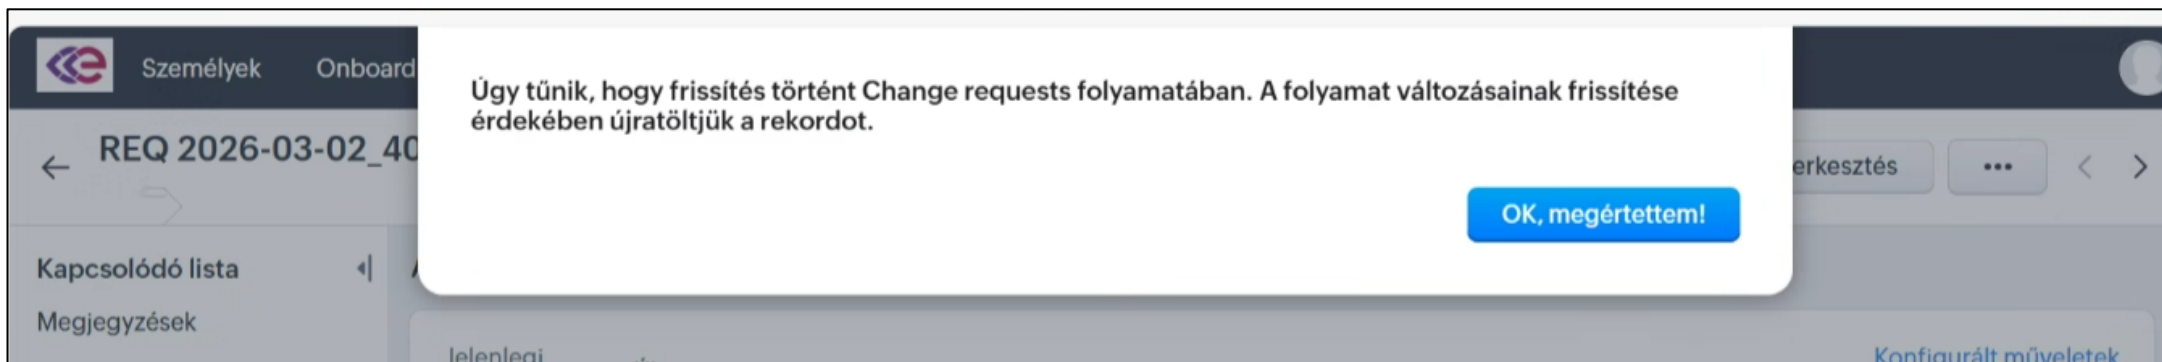 Személyek Onboard
Úgy tűnik, hogy frissítés történt Change requests folyamatában. A folyamat változásainak frissítése
érdekében újratöltjük a rekordot.
REQ 2026-03-02_40
erkesztés
OK, megértettem!
Kapcsolódó lista
Megjegyzések
Jelenlegi
Konfigurált műveletek